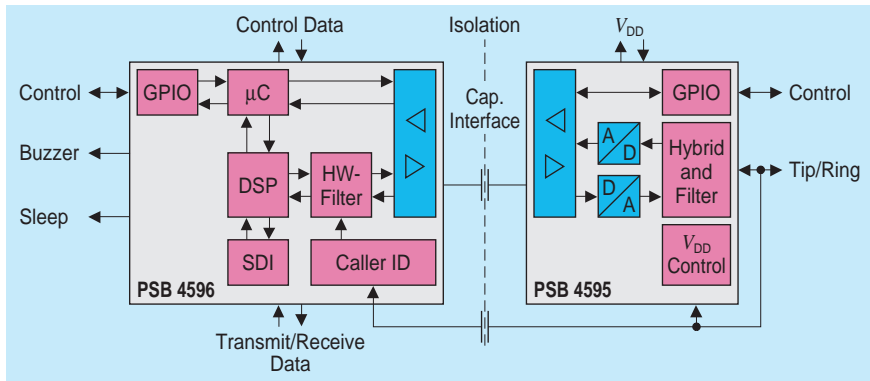 Control Data
Isolation
VDD
Control
GPIO
µC
Cap.
Interface
GPIO
Control
Buzzer
DSP
HW-
Filter
A
D
Hybrid
and
Filter
Tip/Ring
D
A
Sleep
SDI
Caller ID
VDD
Control
PSB 4596
PSB 4595
Transmit/Receive
Data